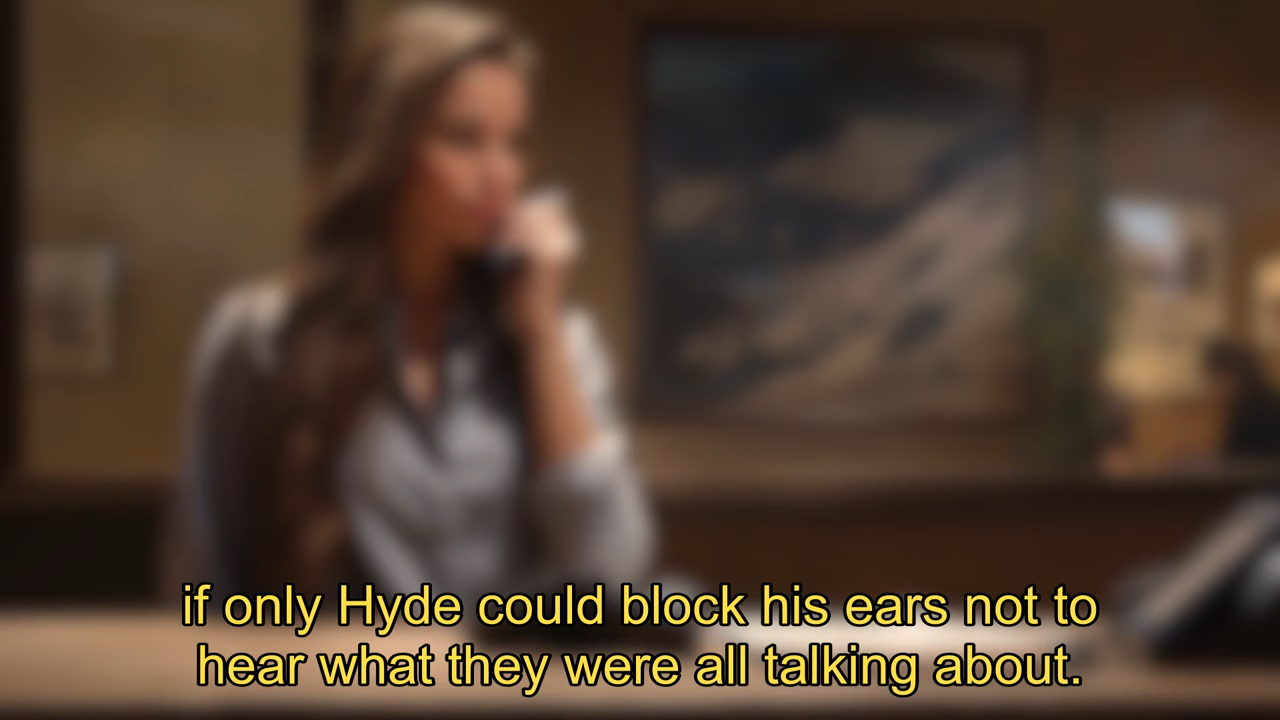 if only Hyde could block his ears not to
hear what they were all talking about.